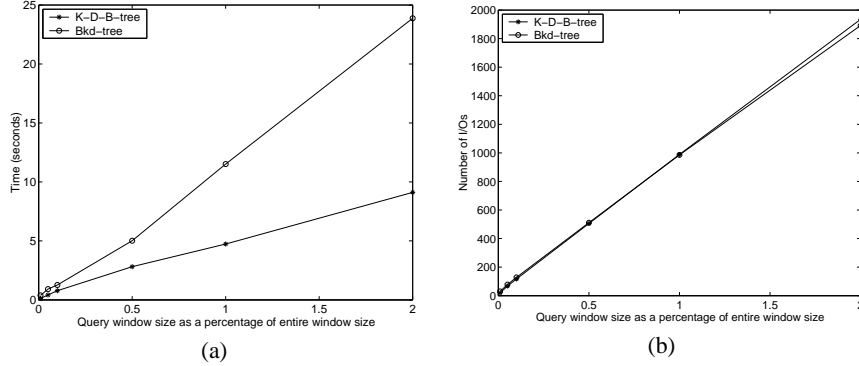 25
20
15
10
5
0
0
0.5
1
1.5
2
Time (seconds)
Query window size as a percentage of entire window size
K-D-B-tree
Bkd-tree
(a)
2000
1800
1600
1400
1200
1000
800
600
400
200
0
0
0.5
1
1.5
2
Number of I/Os
Query window size as a percentage of entire window size
K-D-B-tree
Bkd-tree
(b)